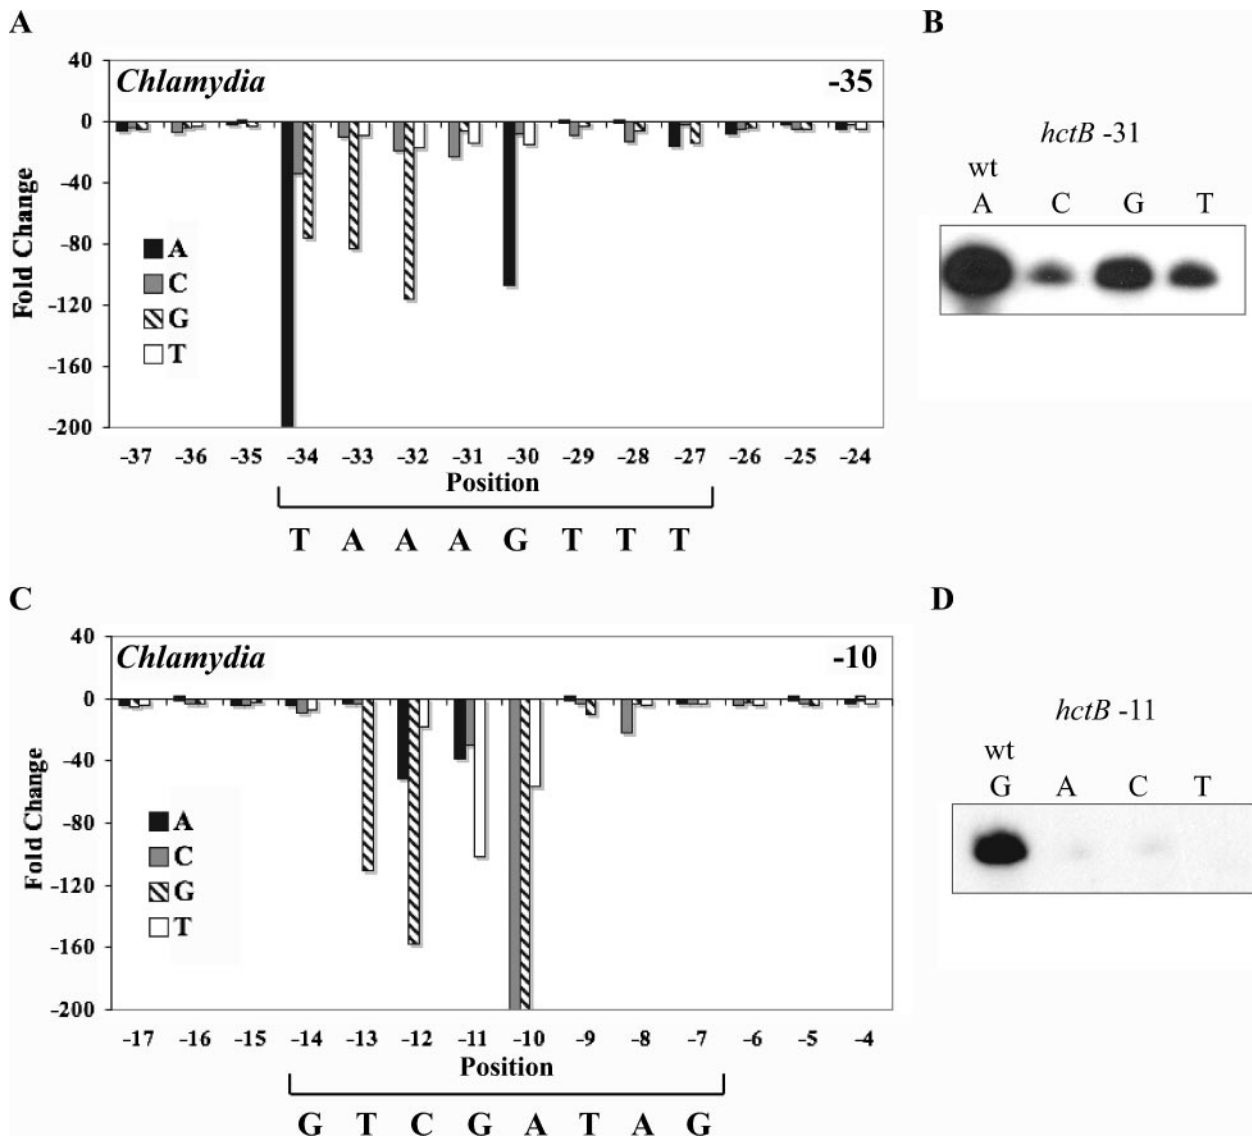 A
Chlamydia -35
40
0
-40
-80
-120
-160
-200
Fold Change
A
C
G
T
-37 -36 -35 -34 -33 -32 -31 -30 -29 -28 -27 -26 -25 -24
Position
T A A A G T T T
B
hctB -31
wt
A C G T
C
Chlamydia -10
40
0
-40
-80
-120
-160
-200
Fold Change
A
C
G
T
-17 -16 -15 -14 -13 -12 -11 -10 -9 -8 -7 -6 -5 -4
Position
G T C G A T A G
D
hctB -11
wt
G A C T